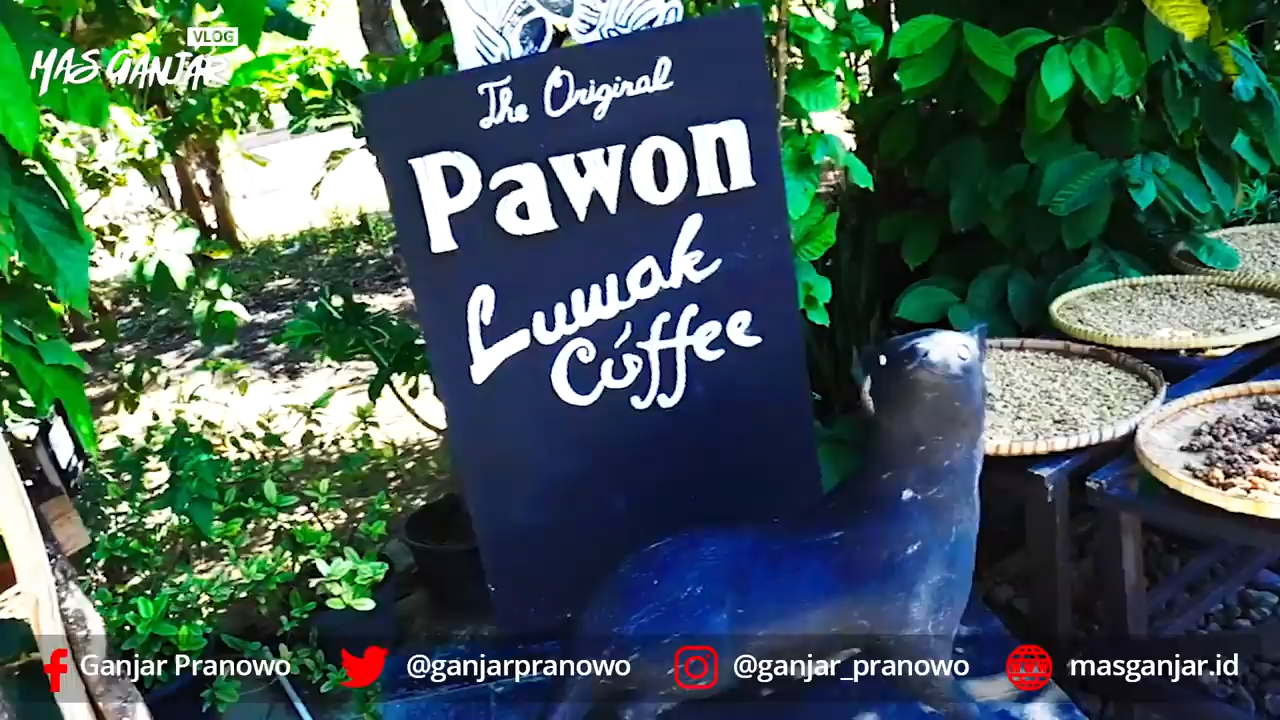 VLOG
MAS GANJAR
The Original
Pawon
Luwak
Coffee
Ganjar Pranowo
@ganjarpranowo
@ganjar_pranowo
masganjar.id